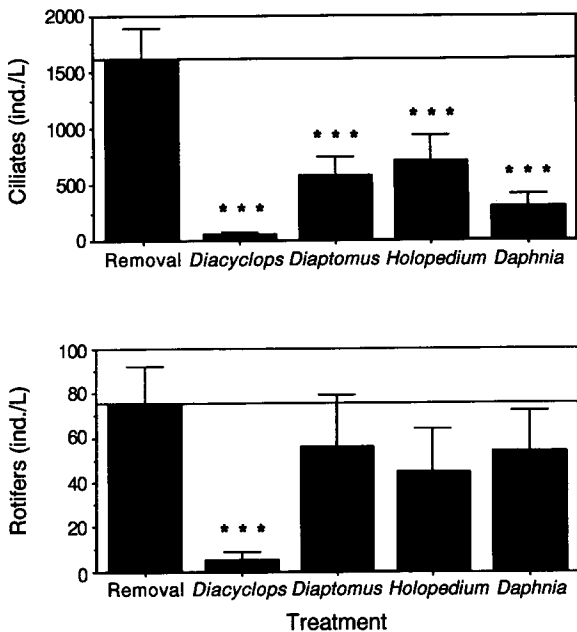 Ciliates (ind./L)
2000
1500
1000
500
0
* * *
* * *
* * *
* * *
Removal Diacyclops Diaptomus Holopedium Daphnia
Rotifers (ind./L)
100
80
60
40
20
0
* * *
Removal Diacyclops Diaptomus Holopedium Daphnia
Treatment